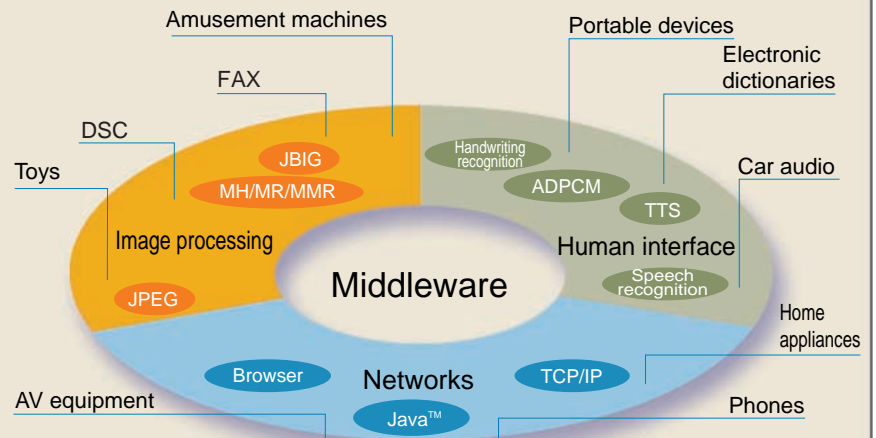 Amusement machines
Portable devices
FAX
Electronic
dictionaries
DSC
JBIG
Handwriting
recognition
Toys
MH/MR/MMR
ADPCM
Car audio
TTS
Image processing
Human interface
Middleware
Speech
recognition
JPEG
Home
appliances
Browser
Networks
TCP/IP
AV equipment
Java™
Phones